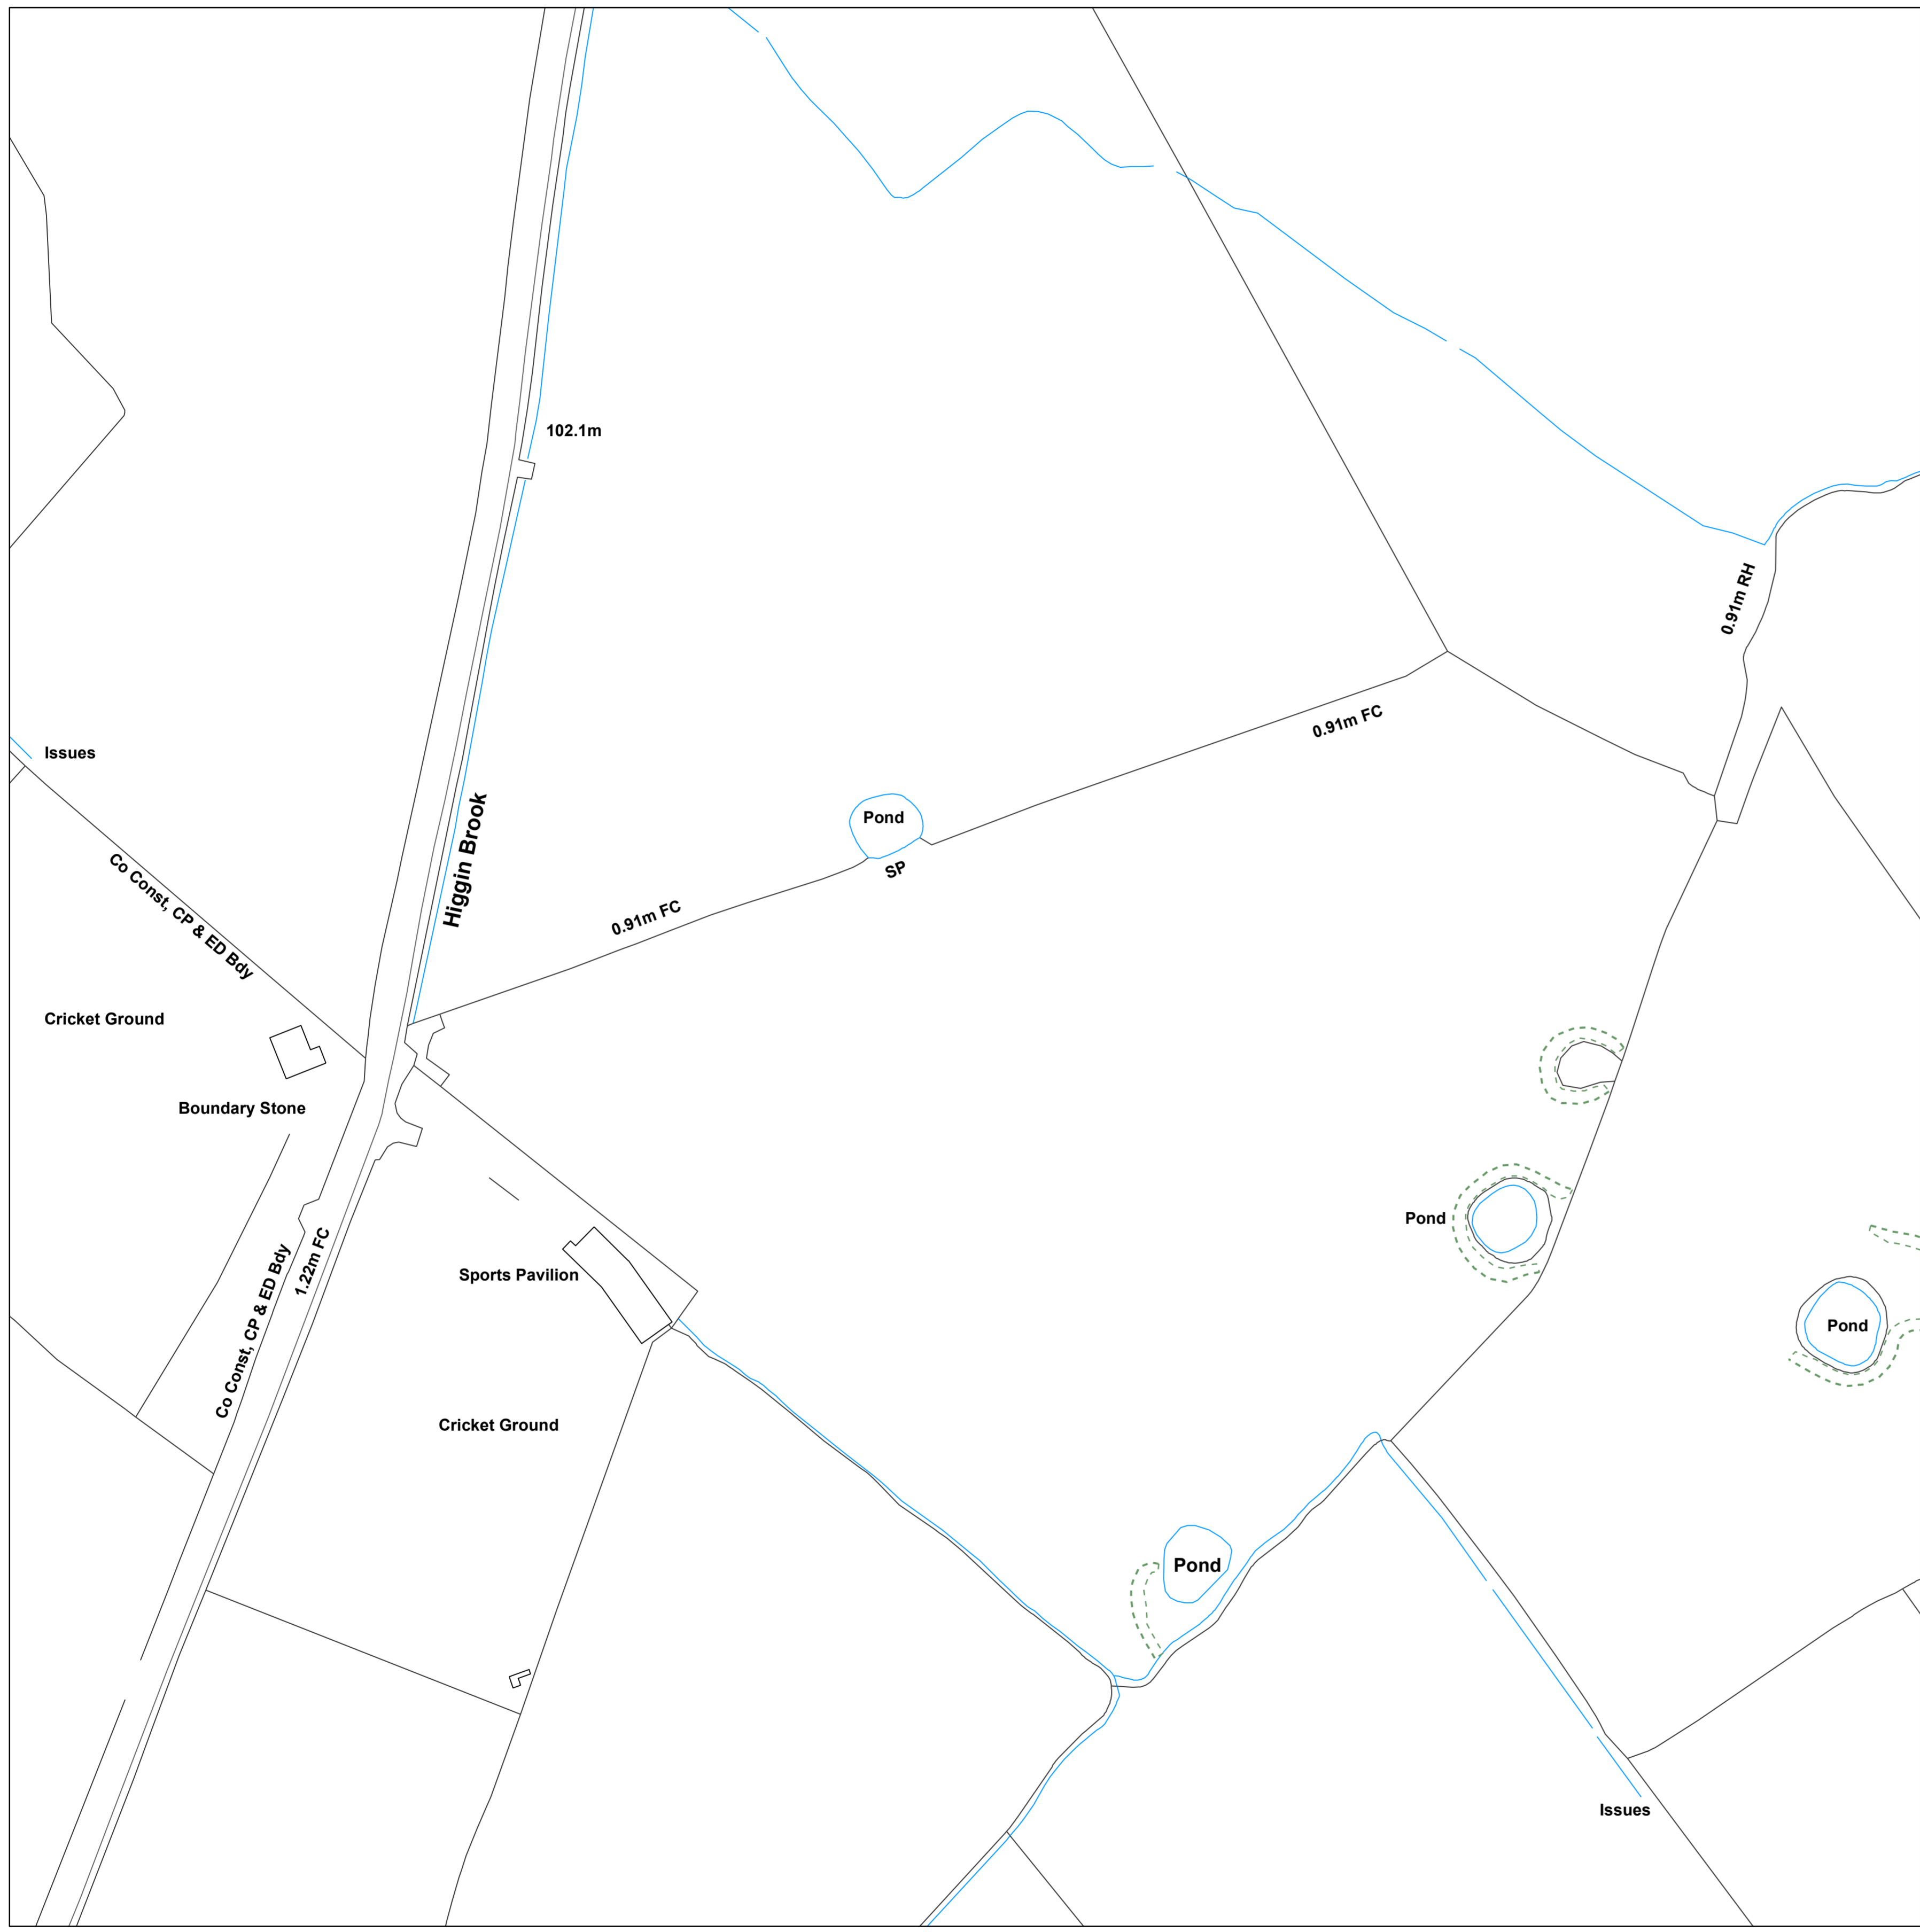 102.1m
0.91m RH
0.91m FC
Issues
Higgin Brook
Pond
SP
Co Const, CP & ED Bdy
0.91m FC
Cricket Ground
Boundary Stone
Pond
Co Const, CP & ED Bdy
1.22m FC
Sports Pavilion
Pond
Cricket Ground
Pond
Issues